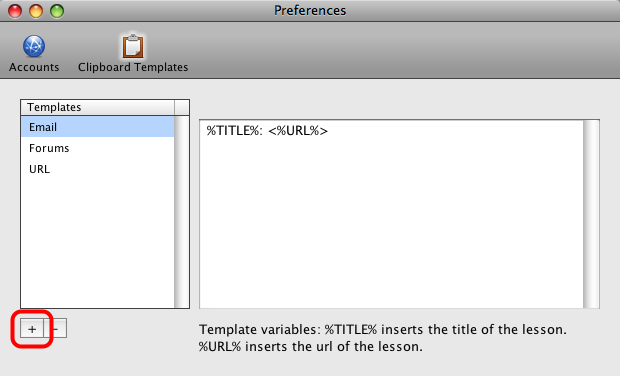 Preferences
Accounts
Clipboard Templates
Templates
Email
Forums
URL
%TITLE%: <%URL%>
+
−
Template variables: %TITLE% inserts the title of the lesson.
%URL% inserts the url of the lesson.